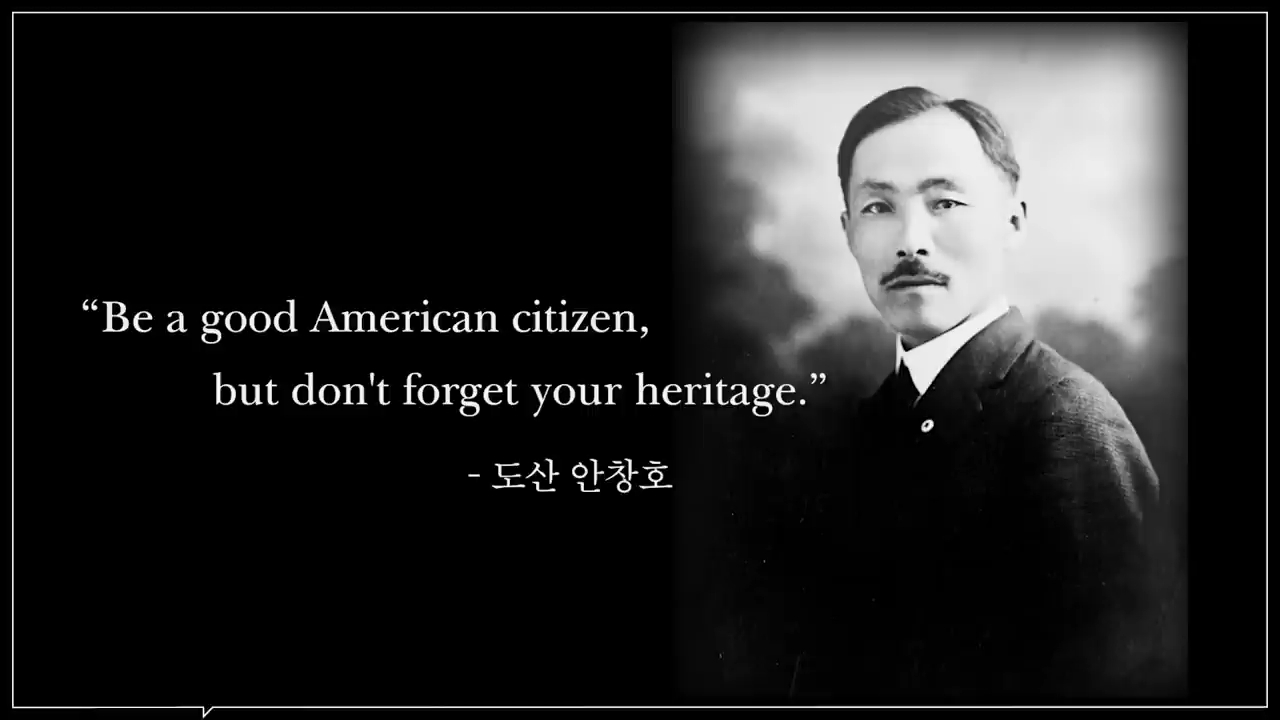 “Be a good American citizen,
but don't forget your heritage.”
- 도산 안창호